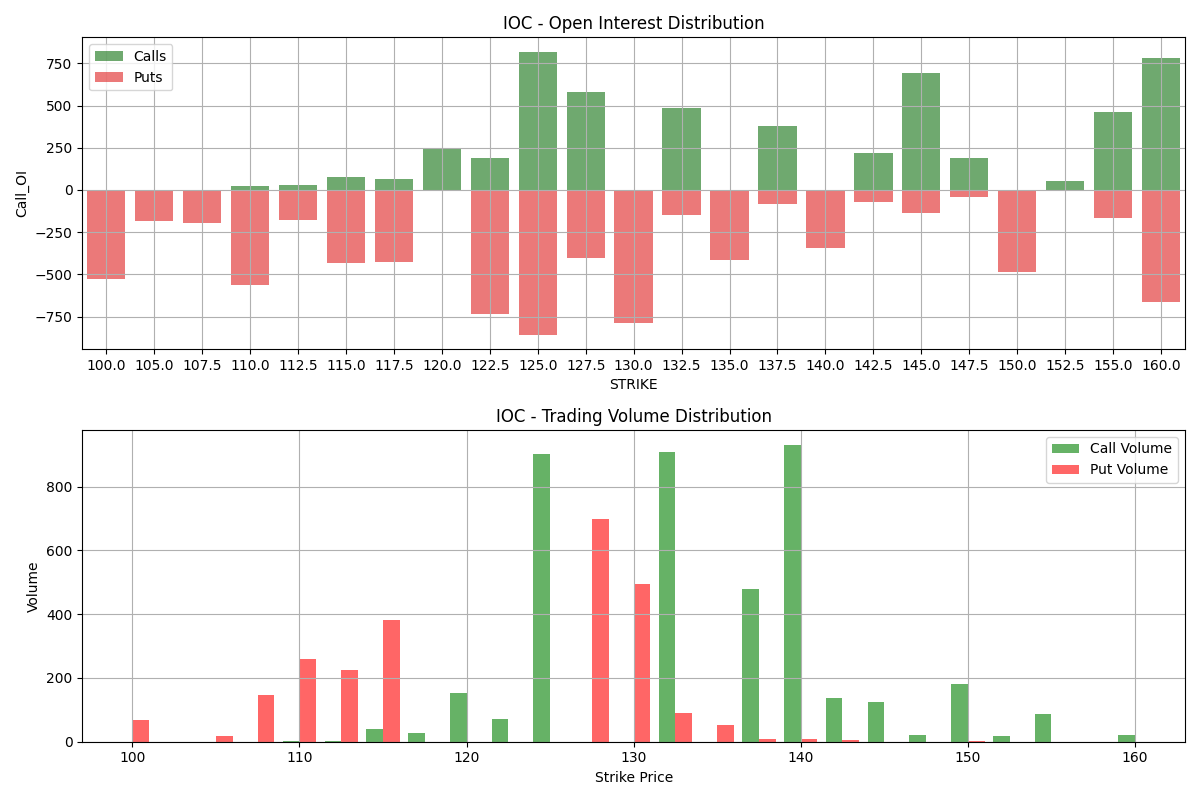 IOC - Open Interest Distribution
Calls
Puts
Call_OI
750
500
250
0
−250
−500
−750
100.0 105.0 107.5 110.0 112.5 115.0 117.5 120.0 122.5 125.0 127.5 130.0 132.5 135.0 137.5 140.0 142.5 145.0 147.5 150.0 152.5 155.0 160.0
STRIKE
IOC - Trading Volume Distribution
Call Volume
Put Volume
Volume
800
600
400
200
0
100 110 120 130 140 150 160
Strike Price